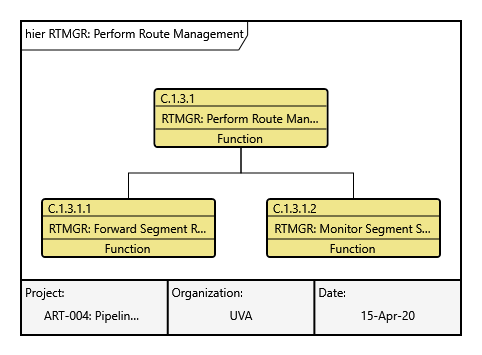 hier RTMGR: Perform Route Management
C.1.3.1
RTMGR: Perform Route Man...
Function
C.1.3.1.1
RTMGR: Forward Segment R...
Function
C.1.3.1.2
RTMGR: Monitor Segment S...
Function
Project:
ART-004: Pipelin...
Organization:
UVA
Date:
15-Apr-20